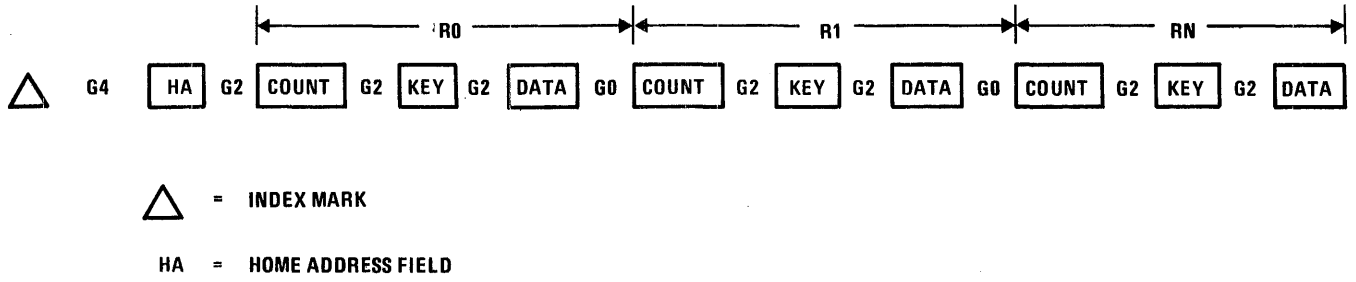 R0 R1 RN
G4 HA G2 COUNT G2 KEY G2 DATA G0 COUNT G2 KEY G2 DATA G0 COUNT G2 KEY G2 DATA
= INDEX MARK
HA = HOME ADDRESS FIELD